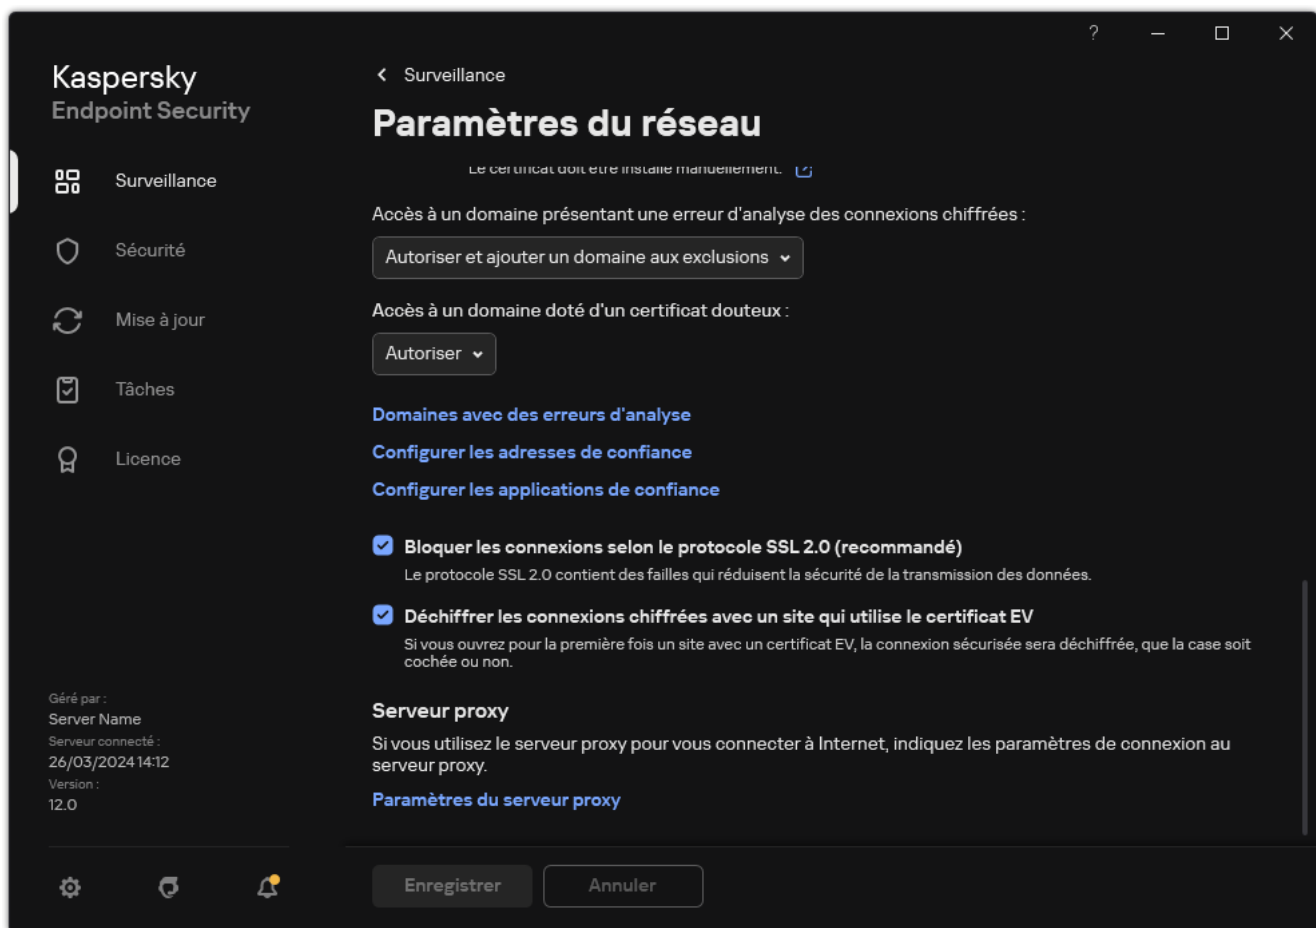 ?
Kaspersky
Endpoint Security
Surveillance
Sécurité
Mise à jour
Tâches
Licence
Géré par :
Server Name
Serveur connecté :
26/03/2024 14:12
Version :
12.0
Surveillance
Paramètres du réseau
Le certificat doit être installé manuellement.
Accès à un domaine présentant une erreur d'analyse des connexions chiffrées :
Autoriser et ajouter un domaine aux exclusions
Accès à un domaine doté d'un certificat douteux :
Autoriser
Domaines avec des erreurs d'analyse
Configurer les adresses de confiance
Configurer les applications de confiance
Bloquer les connexions selon le protocole SSL 2.0 (recommandé)
Le protocole SSL 2.0 contient des failles qui réduisent la sécurité de la transmission des données.
Déchiffrer les connexions chiffrées avec un site qui utilise le certificat EV
Si vous ouvrez pour la première fois un site avec un certificat EV, la connexion sécurisée sera déchiffrée, que la case soit
cochée ou non.
Serveur proxy
Si vous utilisez le serveur proxy pour vous connecter à Internet, indiquez les paramètres de connexion au
serveur proxy.
Paramètres du serveur proxy
Enregistrer
Annuler